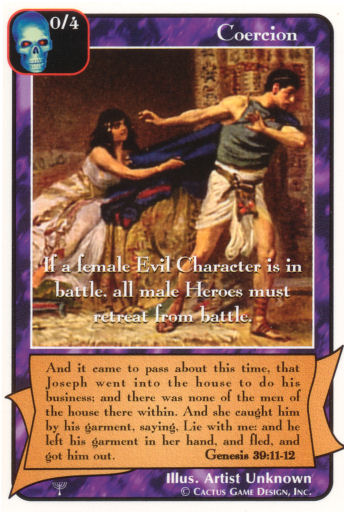 0/4
Coercion
If a female Evil Character is in
battle, all male Heroes must
retreat from battle.
And it came to pass about this time, that
Joseph went into the house to do his
business; and there was none of the men of
the house there within. And she caught him
by his garment, saying, Lie with me: and he
left his garment in her hand, and fled, and
got him out. Genesis 39:11-12
Illus. Artist Unknown
© Cactus Game Design, Inc.